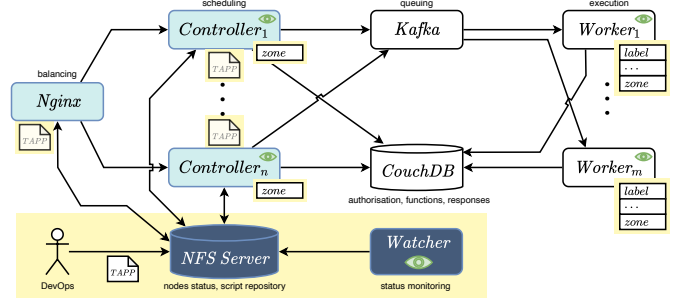 scheduling
queuing
execution
Controller1
Kafka
Worker1
zone
label
...
zone
TAPP
balancing
Nginx
TAPP
TAPP
Controllern
CouchDB
Workerm
zone
label
...
zone
authorisation, functions, responses
NFS Server
Watcher
TAPP
DevOps
nodes status, script repository
status monitoring